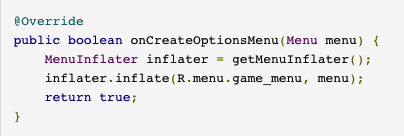 @Override
public boolean onCreateOptionsMenu(Menu menu) {
    MenuInflater inflater = getMenuInflater();
    inflater.inflate(R.menu.game_menu, menu);
    return true;
}